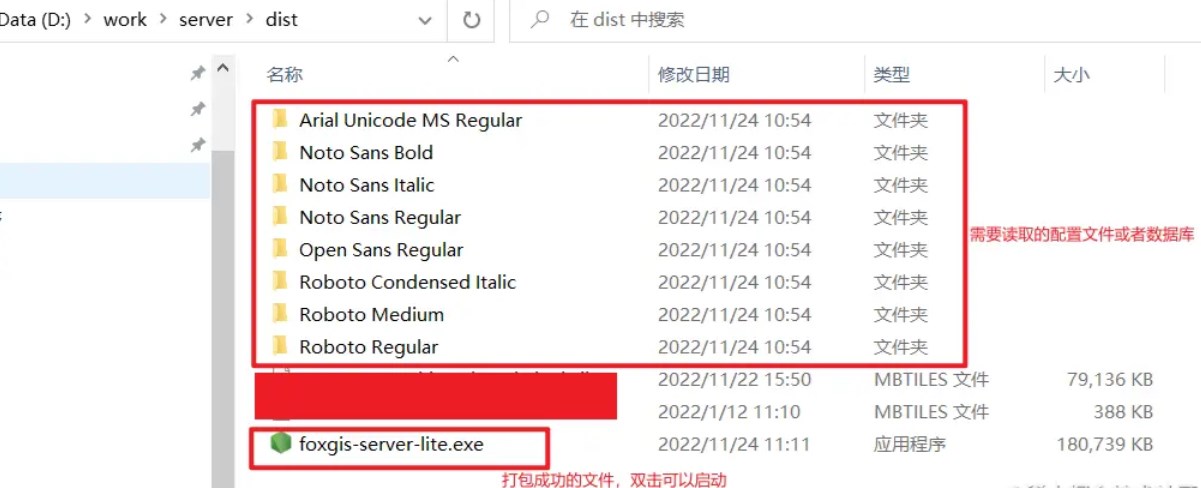 Data (D:) > work > server > dist
在 dist 中搜索
名称 修改日期 类型 大小
Arial Unicode MS Regular 2022/11/24 10:54 文件夹
Noto Sans Bold 2022/11/24 10:54 文件夹
Noto Sans Italic 2022/11/24 10:54 文件夹
Noto Sans Regular 2022/11/24 10:54 文件夹
需要读取的配置文件或者数据库
Open Sans Regular 2022/11/24 10:54 文件夹
Roboto Condensed Italic 2022/11/24 10:54 文件夹
Roboto Medium 2022/11/24 10:54 文件夹
Roboto Regular 2022/11/24 10:54 文件夹
2022/11/22 15:50 MBTILES 文件 79,136 KB
2022/1/12 11:10 MBTILES 文件 388 KB
foxgis-server-lite.exe 2022/11/24 11:11 应用程序 180,739 KB
打包成功的文件，双击可以启动